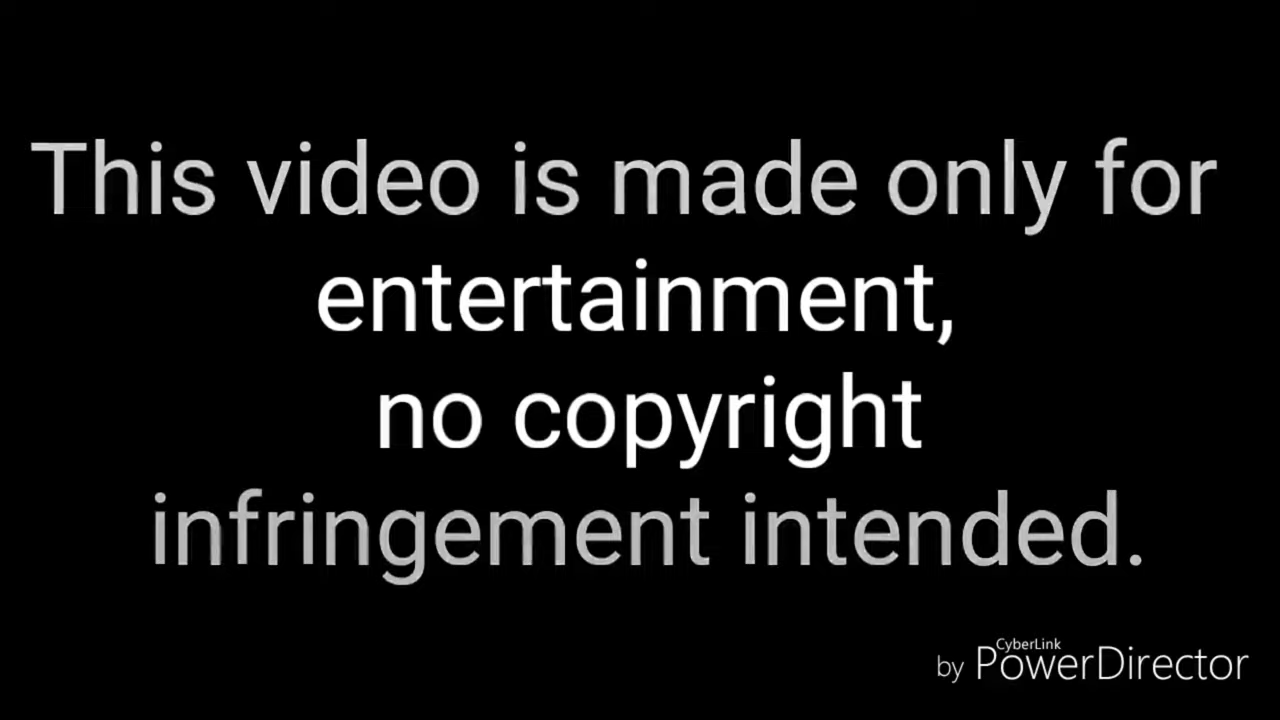 This video is made only for
entertainment,
no copyright
infringement intended.
CyberLink
by PowerDirector